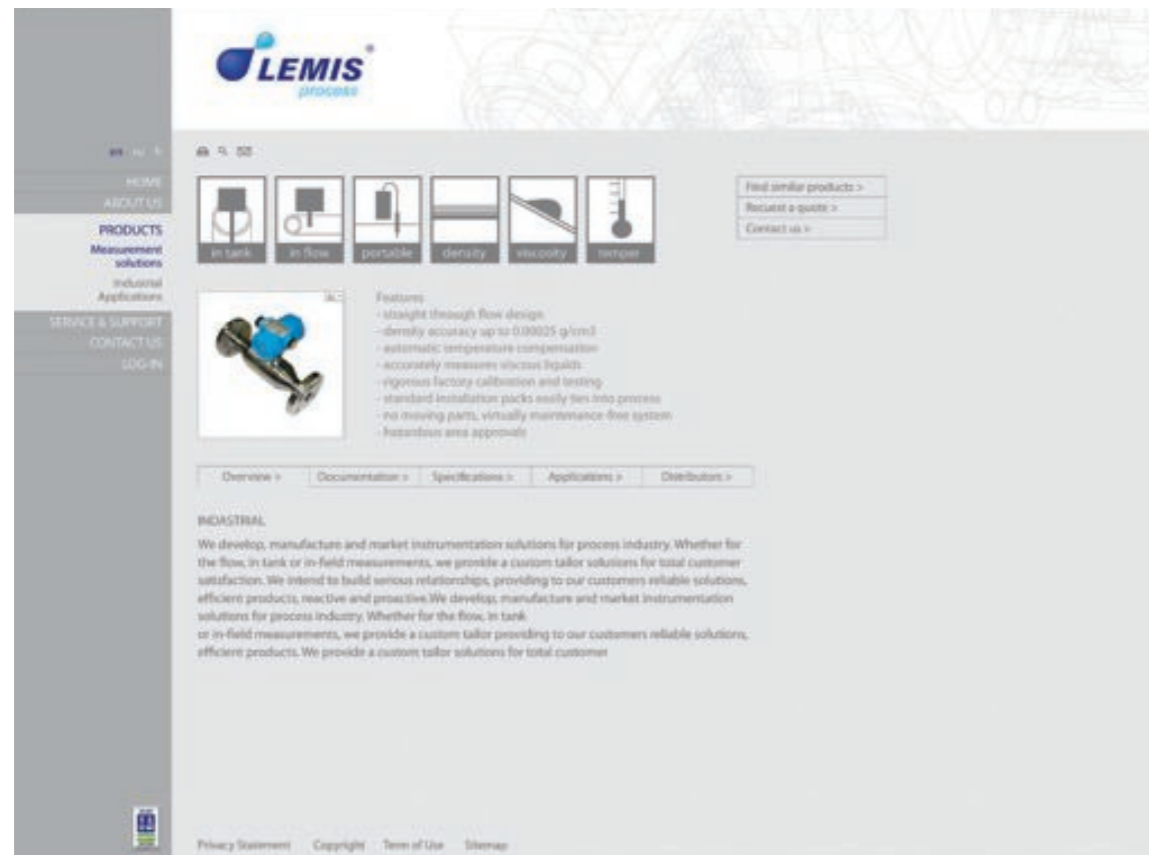 LEMIS®
process
en ru fr
HOME
ABOUT US
PRODUCTS
Measurement
solutions
Industrial
Applications
SERVICE & SUPPORT
CONTACT US
LOG-IN
in tank
in flow
portable
density
viscosity
temper
Find similar products >
Recuest a quote >
Contact us >
Features
- straight through flow design
- density accuracy up to 0.00025 g/cm3
- automatic temperature compensation
- accurately measures viscous liquids
- vigorous factory calibration and testing
- standard installation packs easily ties into process
- no moving parts, virtually maintenance-free system
- hazardous area approvals
Overview >
Documentation >
Specifications >
Applications >
Distributors >
INDASTRIAL
We develop, manufacture and market instrumentation solutions for process industry. Whether for
the flow, in tank or in-field measurements, we provide a custom tailor solutions for total customer
satisfaction. We intend to build serious relationships, providing to our customers reliable solutions,
efficient products, reactive and proactive.We develop, manufacture and market instrumentation
solutions for process industry. Whether for the flow, in tank
or in-field measurements, we provide a custom tailor providing to our customers reliable solutions,
efficient products. We provide a custom tailor solutions for total customer
Privacy Statement Copyright Term of Use Sitemap